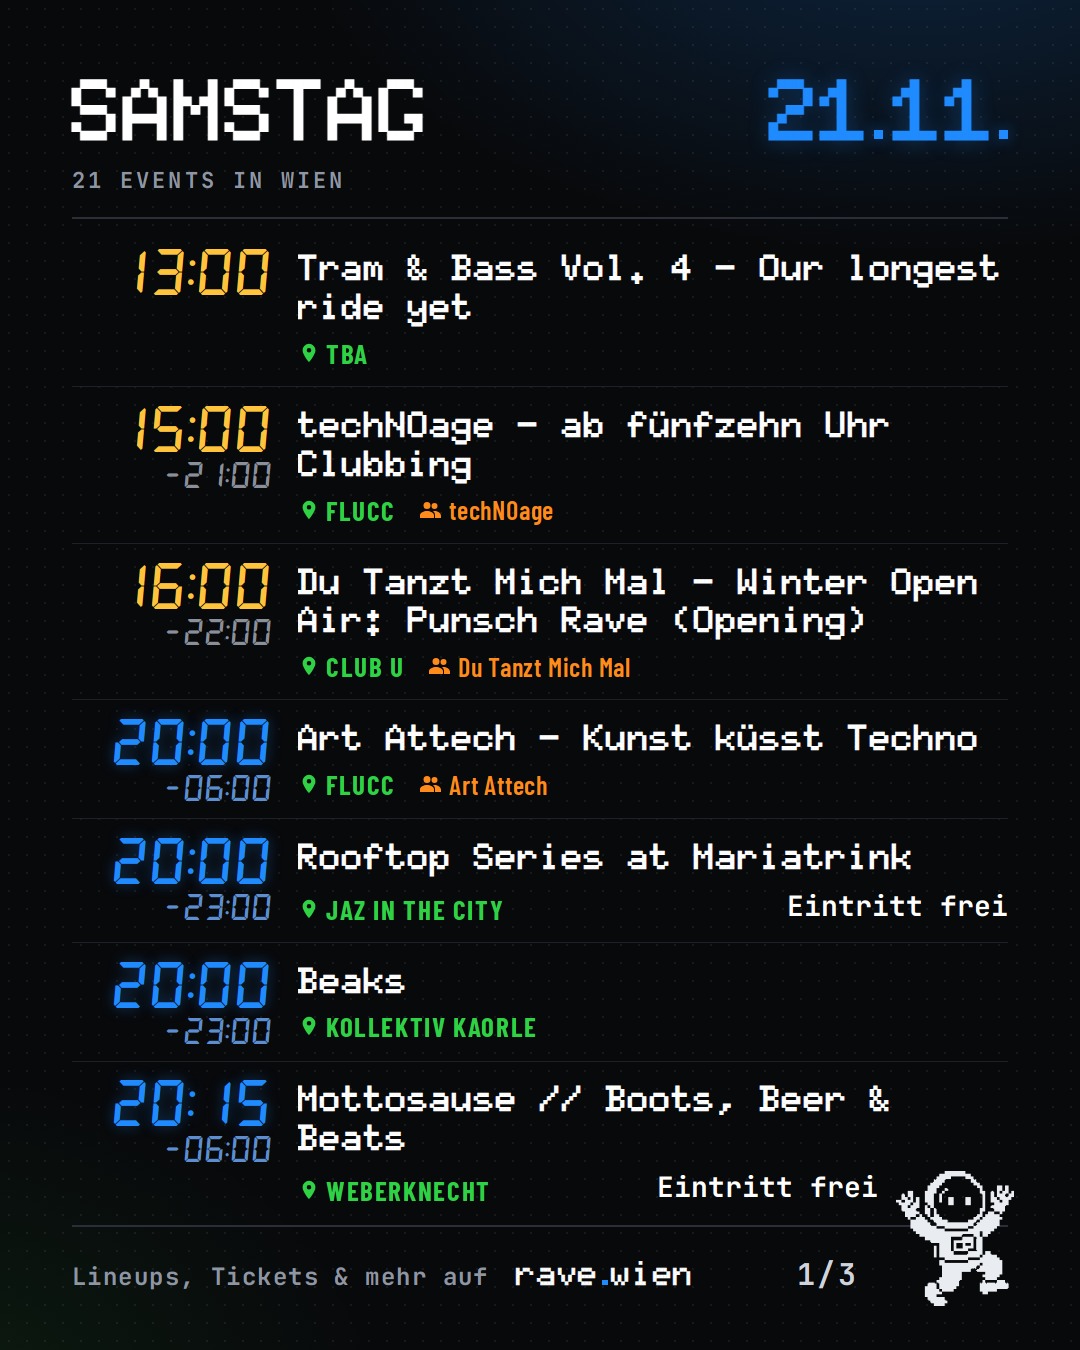 SAMSTAG 21.11.
21 EVENTS IN WIEN
13:00 Tram & Bass Vol. 4 - Our longest
ride yet
TBA
15:00 techNOage - ab fünfzehn Uhr
-21:00 Clubbing
FLUCC techNOage
16:00 Du Tanzt Mich Mal - Winter Open
-22:00 Air: Punsch Rave (Opening)
CLUB U Du Tanzt Mich Mal
20:00 Art Attech - Kunst küsst Techno
-06:00 FLUCC Art Attech
20:00 Rooftop Series at Mariatrink
-23:00 JAZ IN THE CITY Eintritt frei
20:00 Beaks
-23:00 KOLLEKTIV KAORLE
20:15 Mottosause // Boots, Beer &
-06:00 Beats
WEBERKNECHT Eintritt frei
Lineups, Tickets & mehr auf rave.wien 1/3